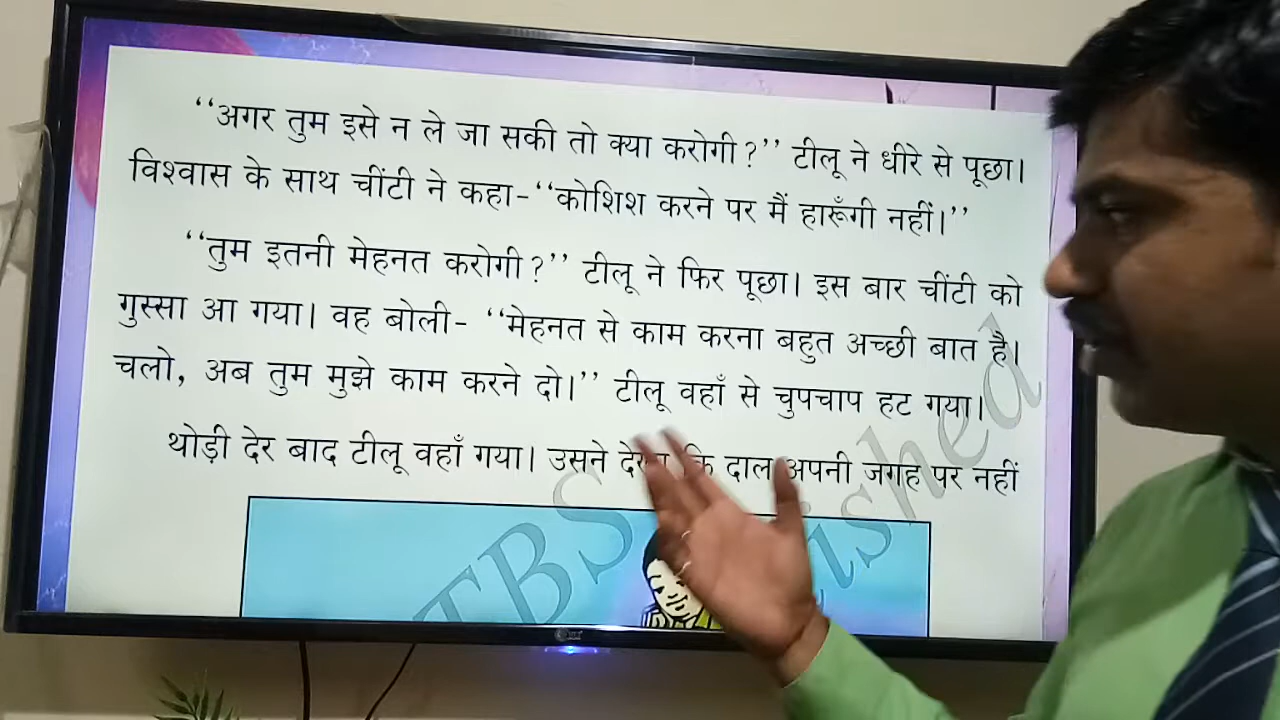 ‘‘अगर तुम इसे न ले जा सकी तो क्या करोगी?’’ टीलू ने धीरे से पूछा।
विश्वास के साथ चींटी ने कहा- ‘‘कोशिश करने पर मैं हारूँगी नहीं।’’
‘‘तुम इतनी मेहनत करोगी?’’ टीलू ने फिर पूछा। इस बार चींटी को
गुस्सा आ गया। वह बोली- ‘‘मेहनत से काम करना बहुत अच्छी बात है।
चलो, अब तुम मुझे काम करने दो।’’ टीलू वहाँ से चुपचाप हट गया।
थोड़ी देर बाद टीलू वहाँ गया। उसने कि दाल अपनी जगह पर नहीं